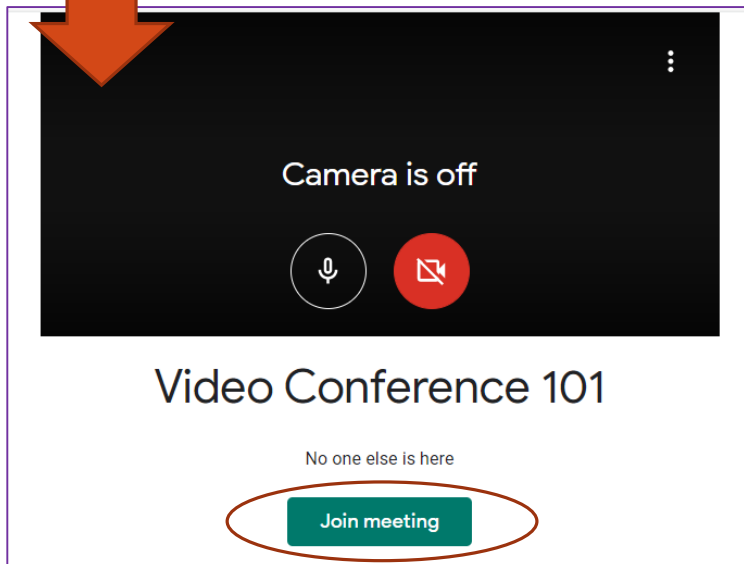 Camera is off
Video Conference 101
No one else is here
Join meeting